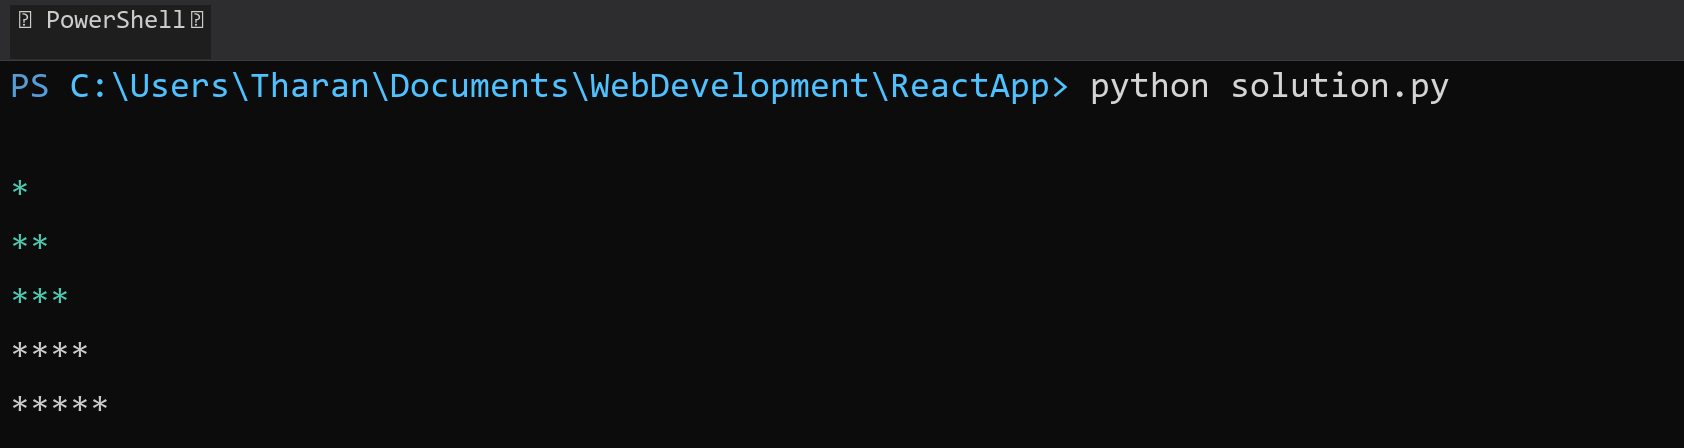 PowerShell
PS C:\Users\Tharan\Documents\WebDevelopment\ReactApp> python solution.py
*
**
***
****
*****